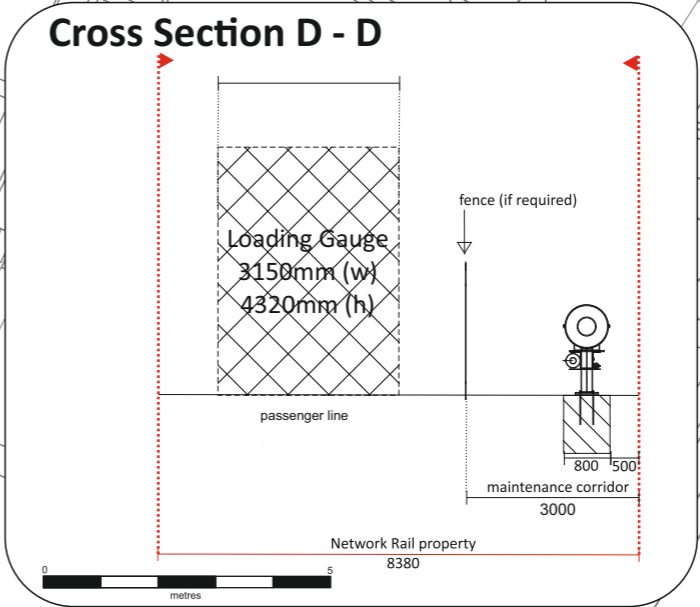 Cross Section D - D
fence (if required)
Loading Gauge
3150mm (w)
4320mm (h)
passenger line
800 500
maintenance corridor
3000
Network Rail property
8380
0 5
metres